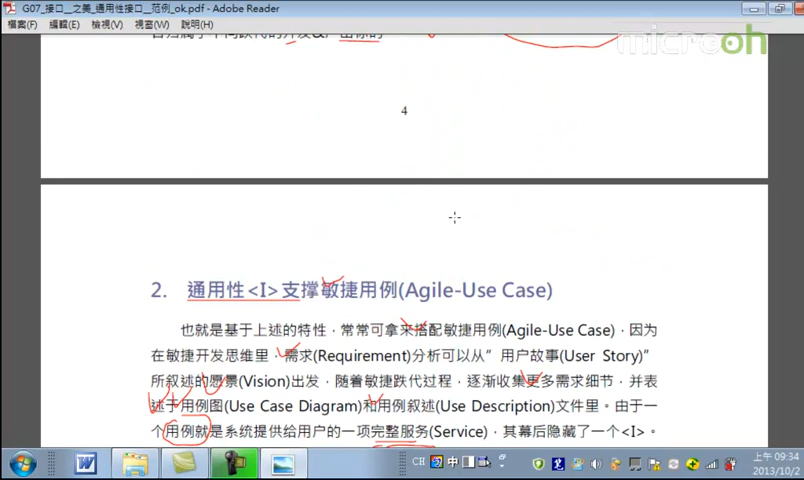 G07_接口__之美_通用性接口__范例_ok.pdf - Adobe Reader
檔案(F) 編輯(E) 檢視(V) 視窗(W) 說明(H)
microoh
4
2. 通用性<I>支撑敏捷用例(Agile-Use Case)
也就是基于上述的特性，常常可拿来搭配敏捷用例(Agile-Use Case)，因为
在敏捷开发思维里，需求(Requirement)分析可以从"用户故事(User Story)"
所叙述的愿景(Vision)出发，随着敏捷跌代过程，逐渐收集更多需求细节，并表
述于用例图(Use Case Diagram)和用例叙述(Use Description)文件里。由于一
个用例就是系统提供给用户的一项完整服务(Service)，其幕后隐藏了一个<I>。
CH 中
上午 09:34
2013/10/2